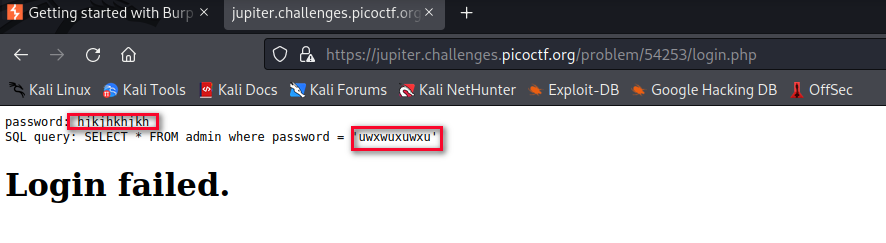 Getting started with Burp
jupiter.challenges.picoctf.org
https://jupiter.challenges.picoctf.org/problem/54253/login.php
Kali Linux Kali Tools Kali Docs Kali Forums Kali NetHunter Exploit-DB Google Hacking DB OffSec
password: hjkjhkhjkh
SQL query: SELECT * FROM admin where password = 'uwxwuxuwxu'
Login failed.